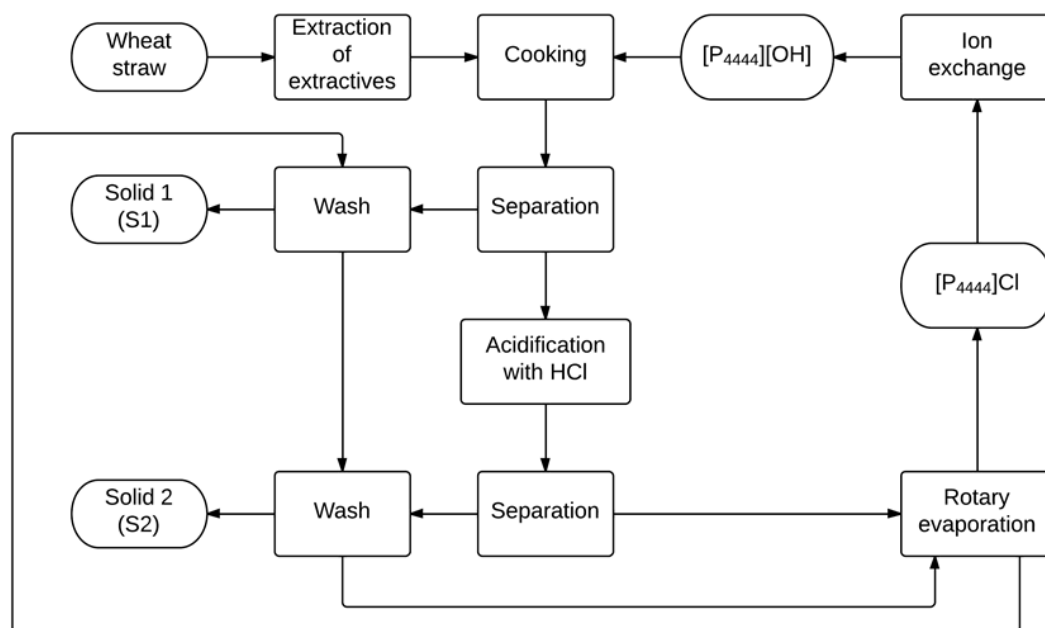 Wheat
straw
Extraction
of
extractives
Cooking
[P₄₄₄₄][OH]
Ion
exchange
Solid 1
(S1)
Wash
Separation
[P₄₄₄₄]Cl
Acidification
with HCl
Solid 2
(S2)
Wash
Separation
Rotary
evaporation